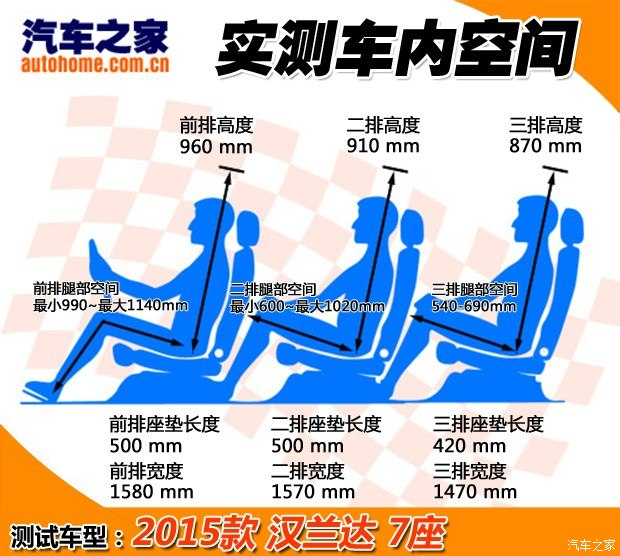 汽车之家
autohome.com.cn
实测车内空间
前排高度
960 mm
二排高度
910 mm
三排高度
870 mm
前排腿部空间
最小990~最大1140mm
二排腿部空间
最小600~最大1020mm
三排腿部空间
540-690mm
前排座垫长度
500 mm
二排座垫长度
500 mm
三排座垫长度
420 mm
前排宽度
1580 mm
二排宽度
1570 mm
三排宽度
1470 mm
测试车型：2015款 汉兰达 7座
汽车之家